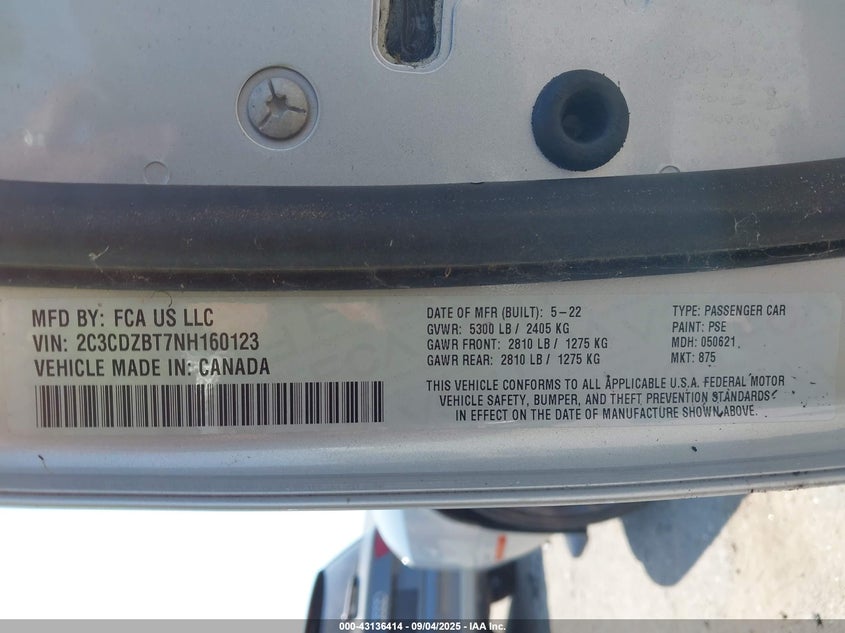 MFD BY: FCA US LLC
VIN: 2C3CDZBT7NH160123
VEHICLE MADE IN: CANADA
DATE OF MFR (BUILT): 5-22
GVWR: 5300 LB / 2405 KG
GAWR FRONT: 2810 LB / 1275 KG
GAWR REAR: 2810 LB / 1275 KG
TYPE: PASSENGER CAR
PAINT: PSE
MDH: 050621
MKT: 875
THIS VEHICLE CONFORMS TO ALL APPLICABLE U.S.A. FEDERAL MOTOR
VEHICLE SAFETY, BUMPER, AND THEFT PREVENTION STANDARDS
IN EFFECT ON THE DATE OF MANUFACTURE SHOWN ABOVE.
000-43136414 - 09/04/2025 - IAA, Inc.